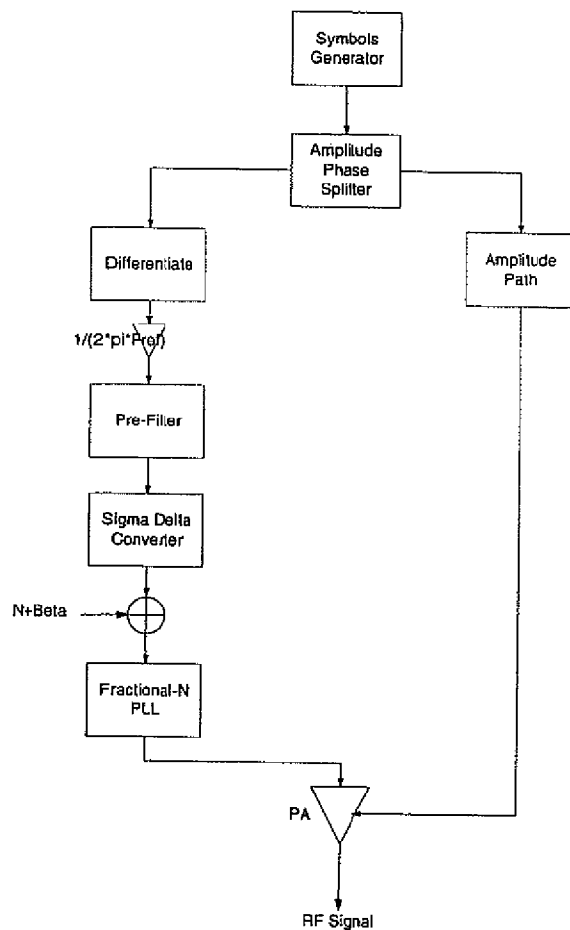 Symbols
Generator
Amplitude
Phase
Splitter
Differentiate
Amplitude
Path
1/(2*pi*Fref)
Pre-Filter
Sigma Delta
Converter
N+Beta
Fractional-N
PLL
PA
RF Signal